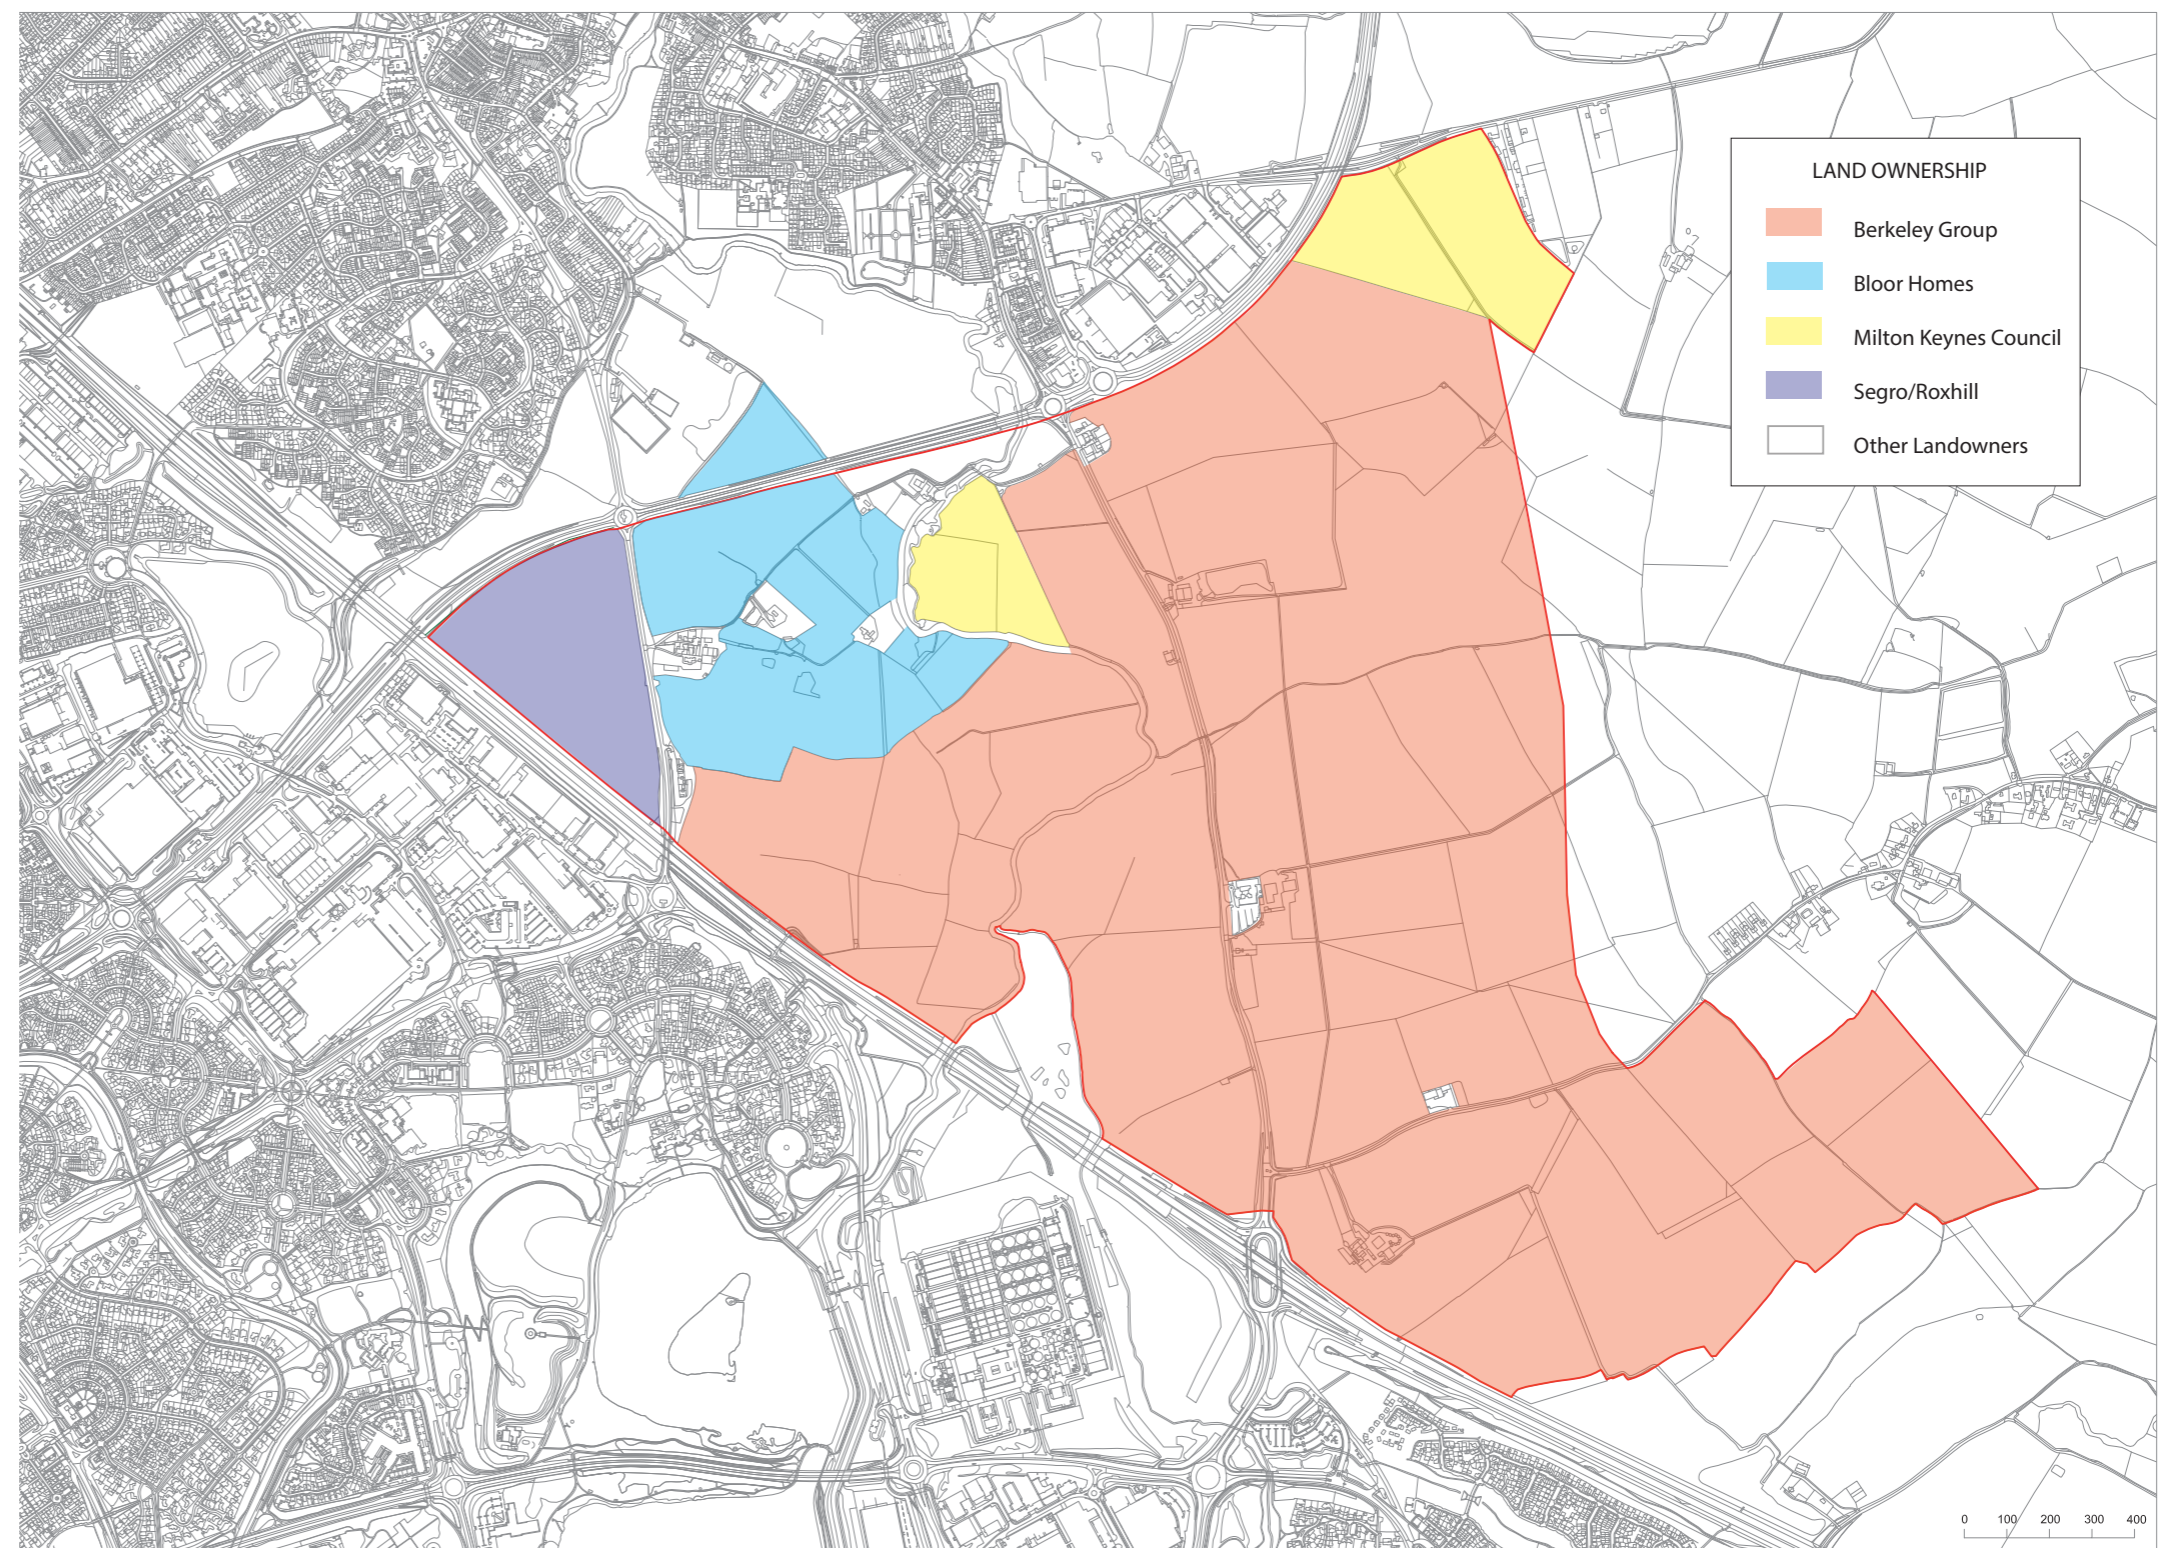 LAND OWNERSHIP
Berkeley Group
Bloor Homes
Milton Keynes Council
Segro/Roxhill
Other Landowners
0 100 200 300 400